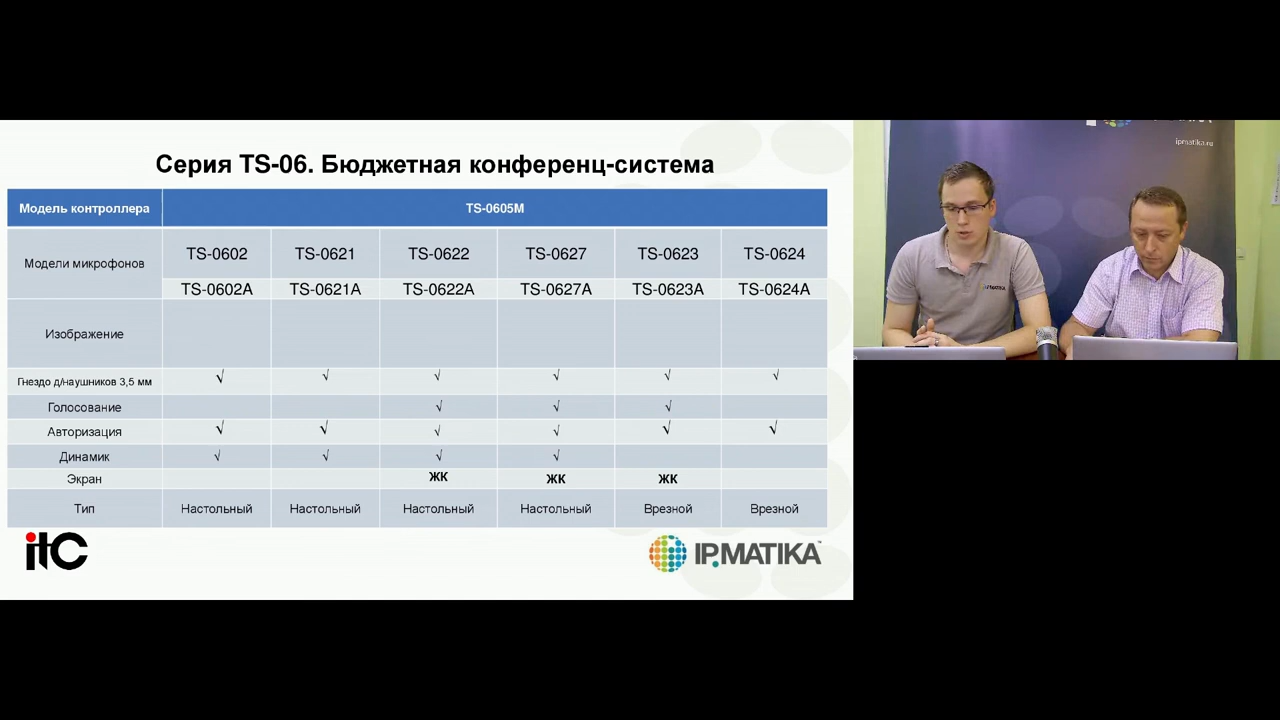 Серия TS-06. Бюджетная конференц-система
Модель контроллера TS-0605M
Модели микрофонов TS-0602 TS-0621 TS-0622 TS-0627 TS-0623 TS-0624
TS-0602A TS-0621A TS-0622A TS-0627A TS-0623A TS-0624A
Изображение
Гнездо д/наушников 3,5 мм √ √ √ √ √ √
Голосование √ √ √
Авторизация √ √ √ √ √ √
Динамик √ √ √ √
Экран ЖК ЖК ЖК
Тип Настольный Настольный Настольный Настольный Врезной Врезной
itC
IP.MATIKA
ipmatika.ru